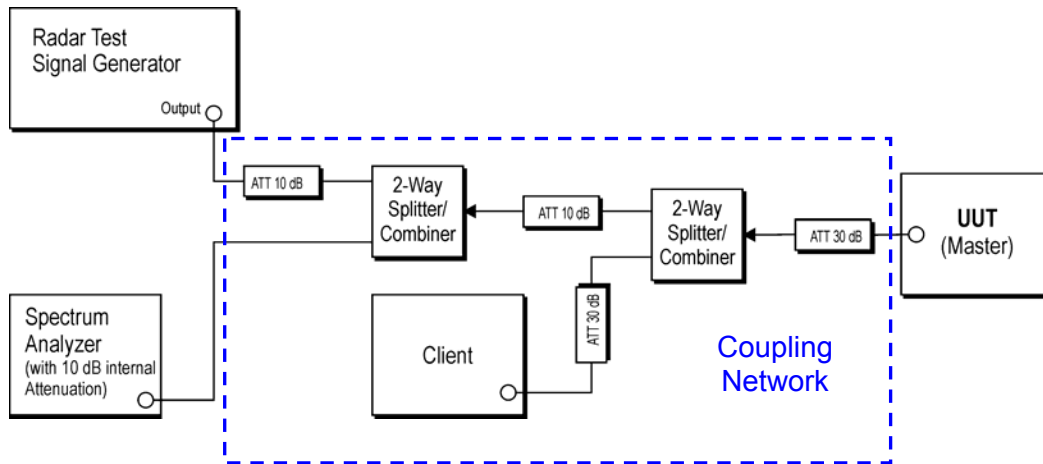 Radar Test
Signal Generator
Output
ATT 10 dB
2-Way
Splitter/
Combiner
ATT 10 dB
2-Way
Splitter/
Combiner
ATT 30 dB
UUT
(Master)
Spectrum
Analyzer
(with 10 dB internal
Attenuation)
Client
ATT 30 dB
Coupling
Network